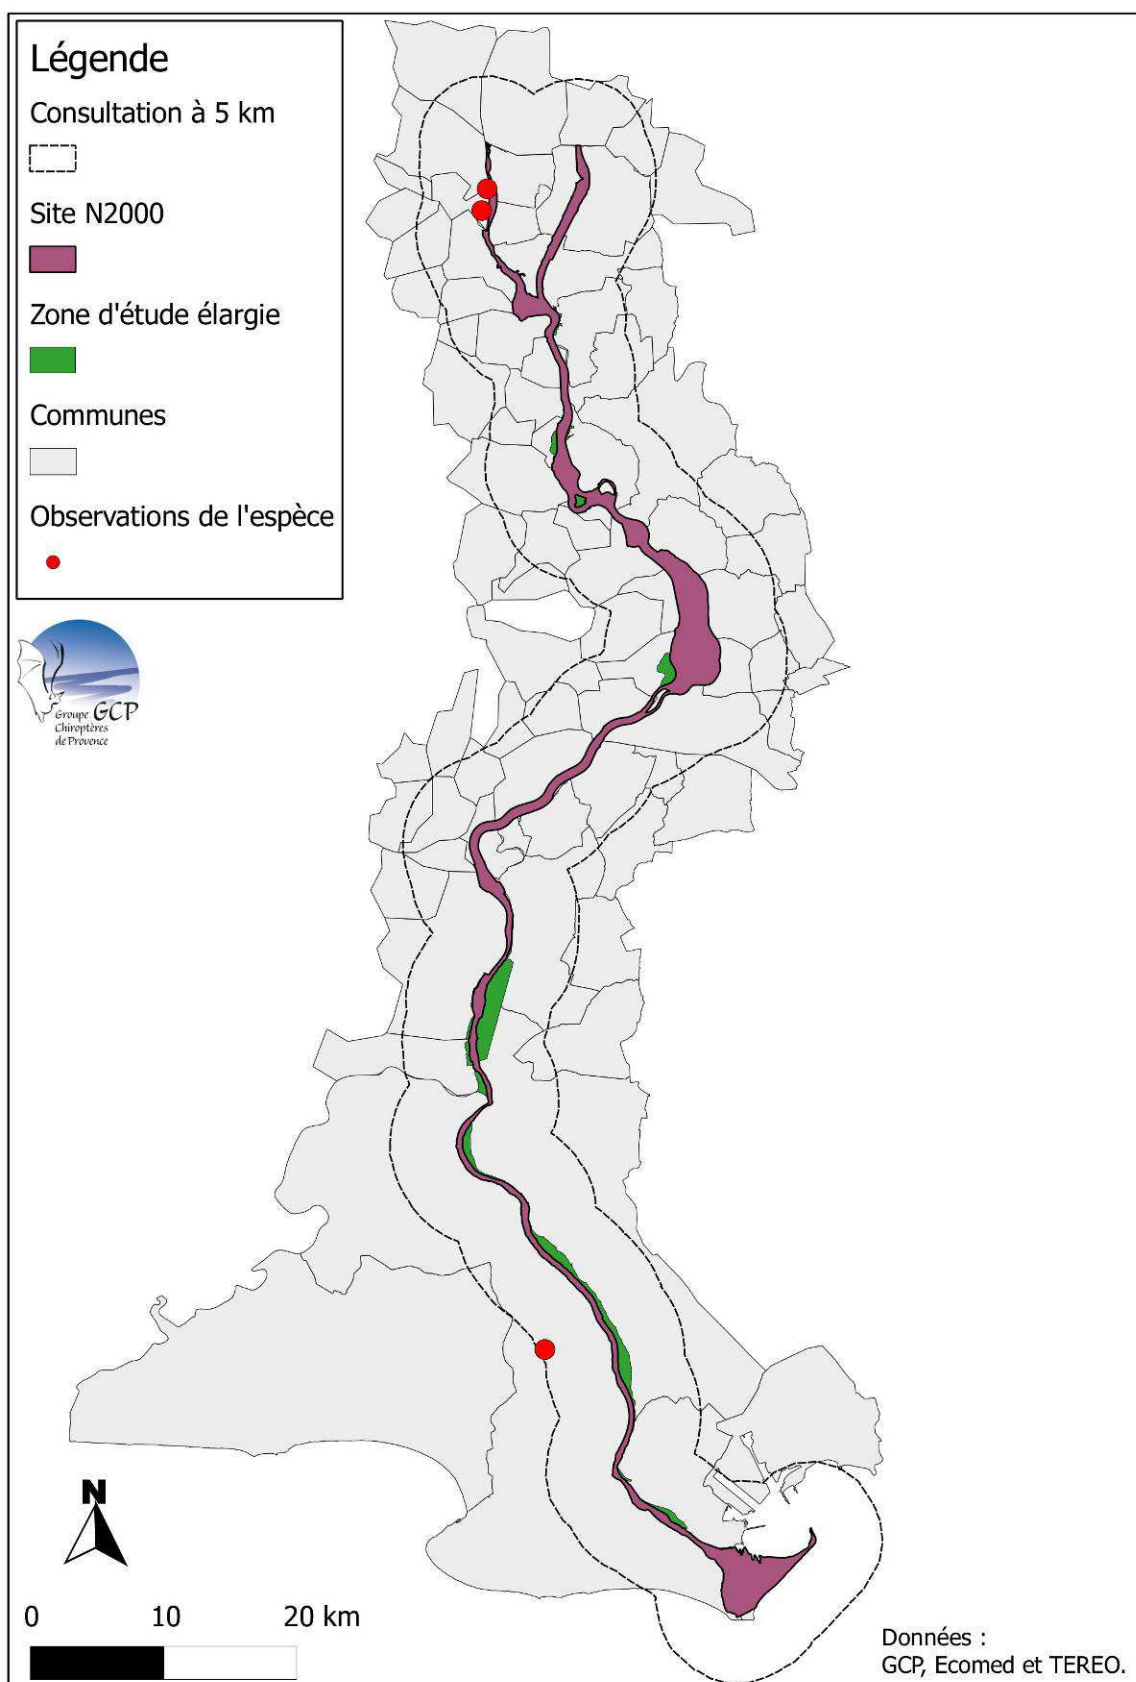 Légende
Consultation à 5 km
Site N2000
Zone d'étude élargie
Communes
Observations de l'espèce
Groupe GCP
Chiroptères
de Provence
N
0 10 20 km
Données :
GCP, Ecomed et TEREO.